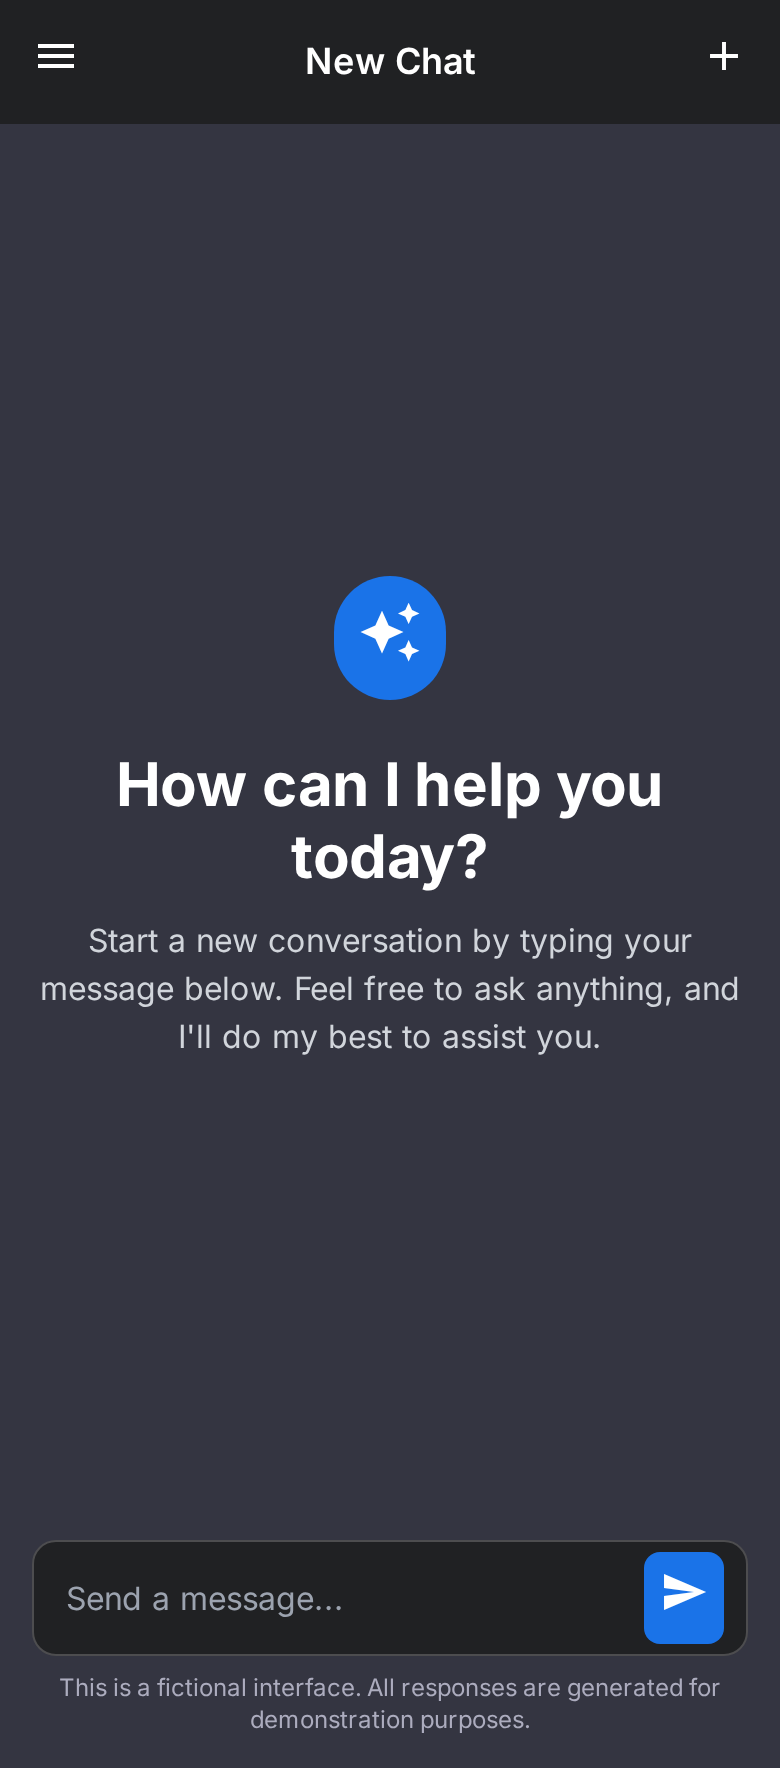 New Chat
How can I help you
today?
Start a new conversation by typing your
message below. Feel free to ask anything, and
I'll do my best to assist you.
Send a message...
This is a fictional interface. All responses are generated for
demonstration purposes.